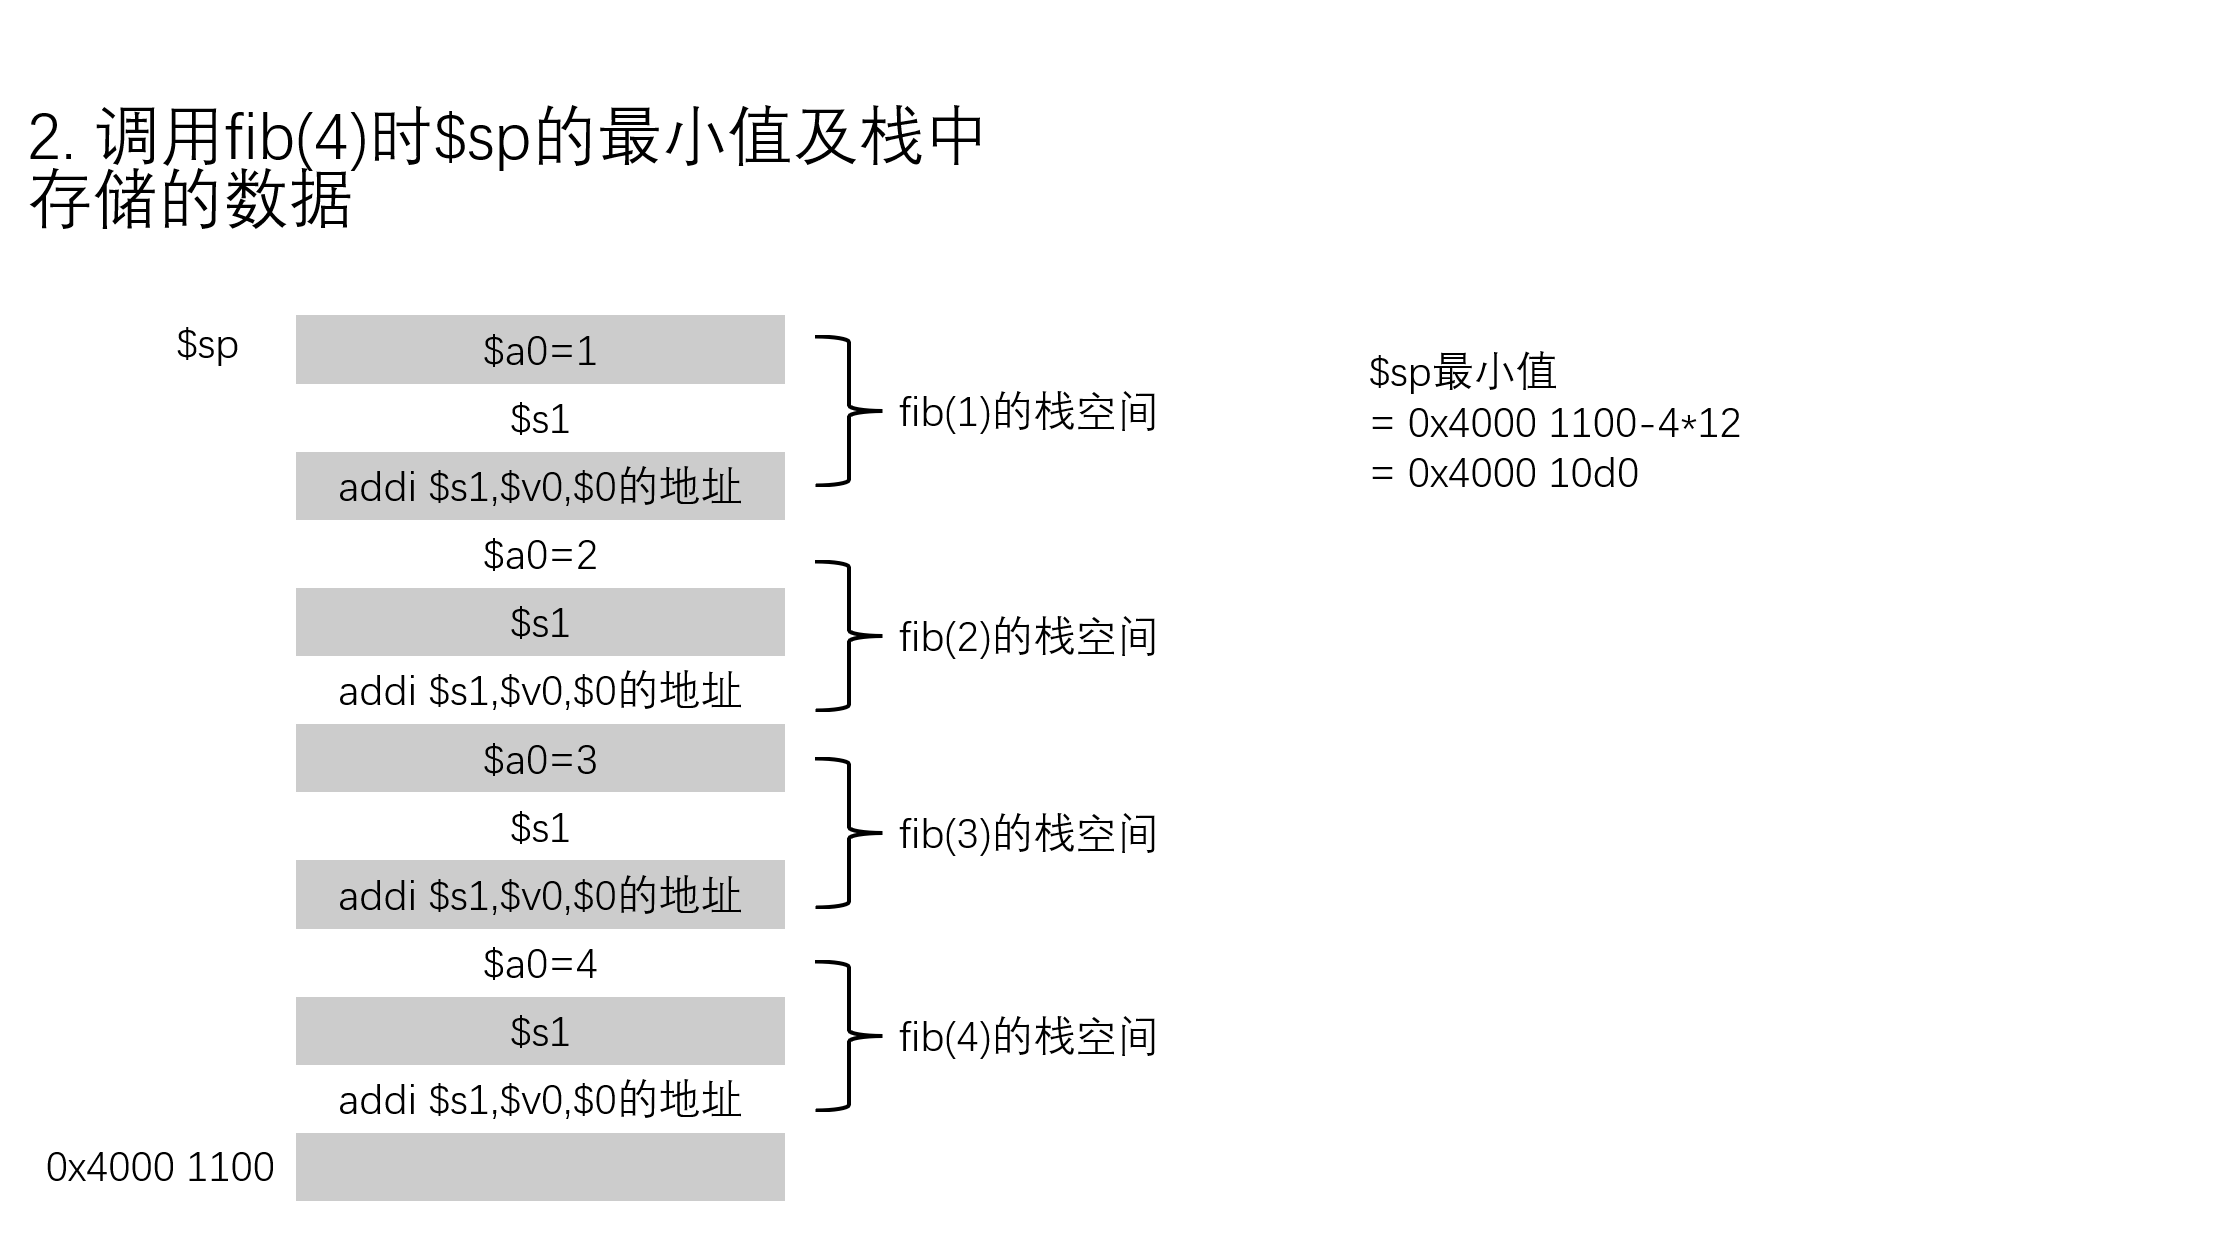 2. 调用fib(4)时$sp的最小值及栈中
存储的数据
$sp
$a0=1
$s1
addi $s1,$v0,$0的地址
fib(1)的栈空间
$a0=2
$s1
addi $s1,$v0,$0的地址
fib(2)的栈空间
$a0=3
$s1
addi $s1,$v0,$0的地址
fib(3)的栈空间
$a0=4
$s1
addi $s1,$v0,$0的地址
fib(4)的栈空间
0x4000 1100
$sp最小值
= 0x4000 1100-4*12
= 0x4000 10d0